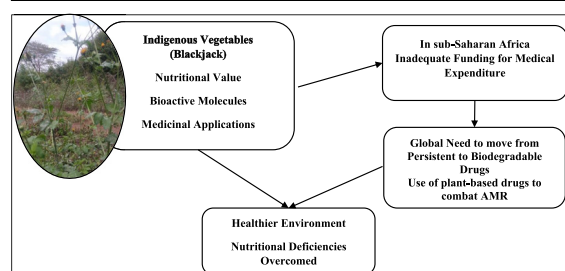 Indigenous Vegetables
(Blackjack)
Nutritional Value
Bioactive Molecules
Medicinal Applications
In sub-Saharan Africa
Inadequate Funding for Medical
Expenditure
Global Need to move from
Persistent to Biodegradable
Drugs
Use of plant-based drugs to
combat AMR
Healthier Environment
Nutritional Deficiencies
Overcomed